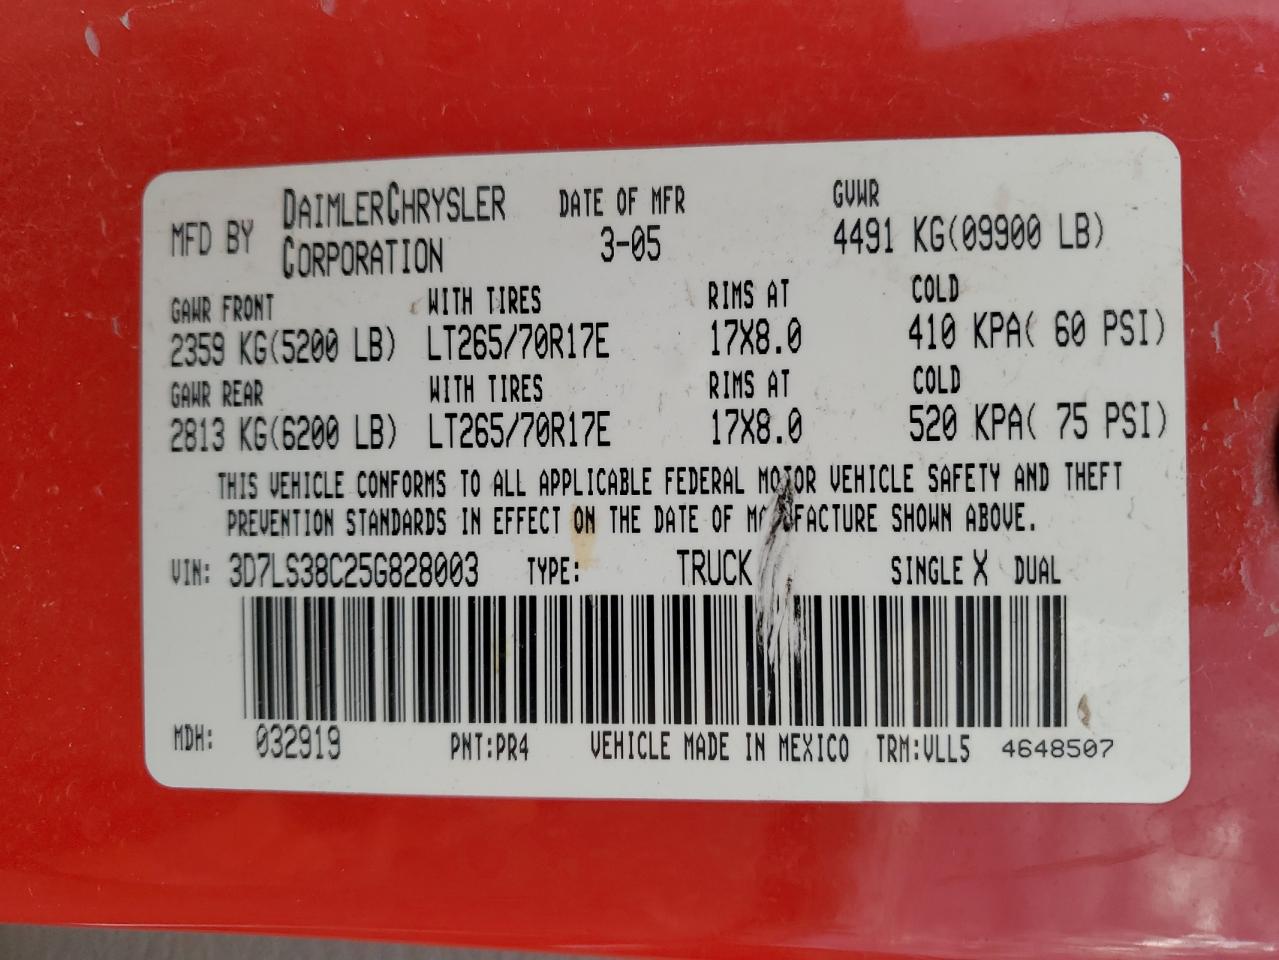 MFD BY DAIMLERCHRYSLER CORPORATION DATE OF MFR 3-05 GVWR 4491 KG(09900 LB)
GAWR FRONT WITH TIRES RIMS AT COLD
2359 KG(5200 LB) LT265/70R17E 17X8.0 410 KPA( 60 PSI)
GAWR REAR WITH TIRES RIMS AT COLD
2813 KG(6200 LB) LT265/70R17E 17X8.0 520 KPA( 75 PSI)
THIS VEHICLE CONFORMS TO ALL APPLICABLE FEDERAL MOTOR VEHICLE SAFETY AND THEFT
PREVENTION STANDARDS IN EFFECT ON THE DATE OF MANUFACTURE SHOWN ABOVE.
VIN: 3D7LS38C25G828003 TYPE: TRUCK SINGLE X DUAL
MDH: 032919 PNT:PR4 VEHICLE MADE IN MEXICO TRM:VLL5 4648507